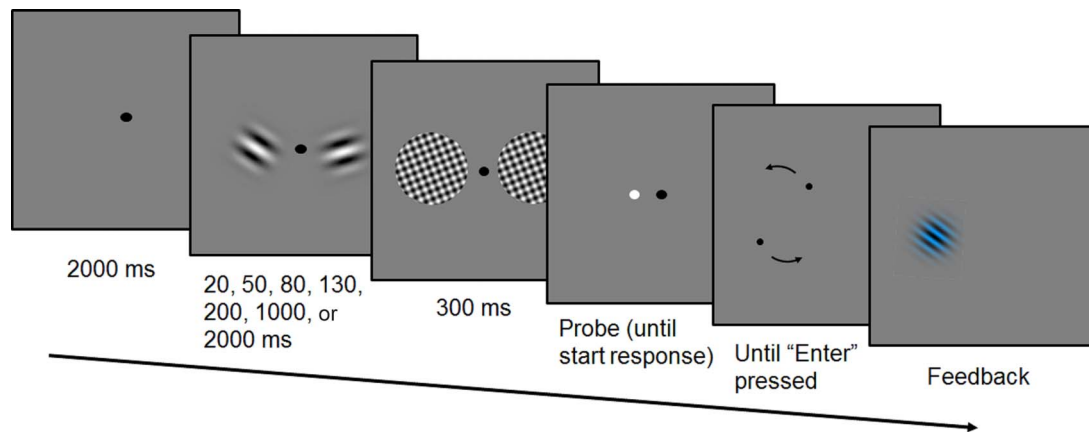 2000 ms
20, 50, 80, 130,
200, 1000, or
2000 ms
300 ms
Probe (until
start response)
Until “Enter”
pressed
Feedback